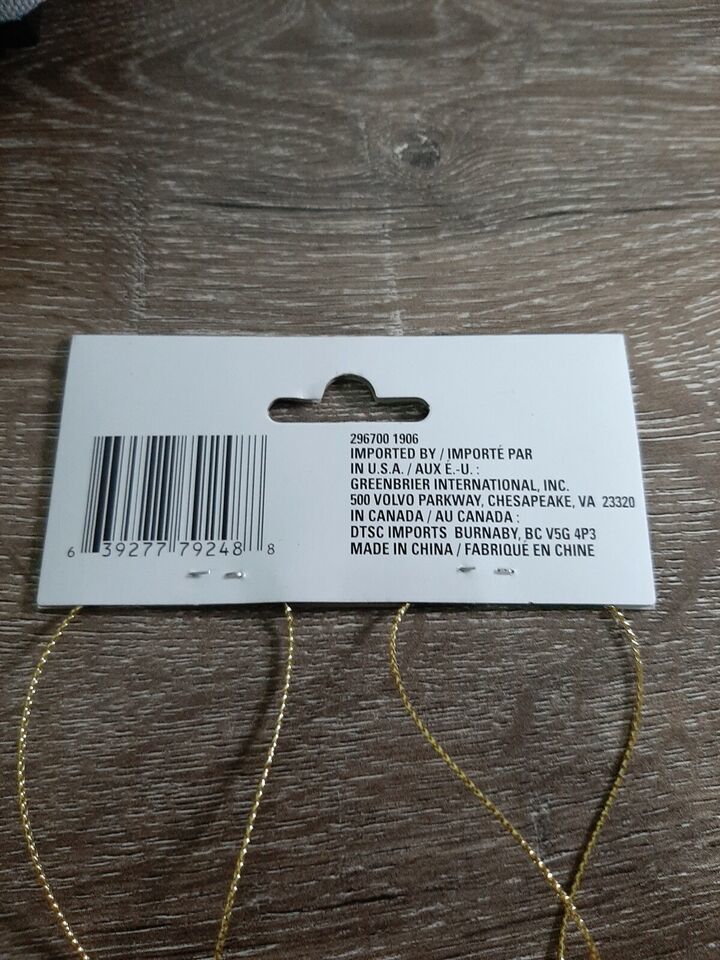 296700 1906
IMPORTED BY / IMPORTÉ PAR
IN U.S.A. / AUX É.-U. :
GREENBRIER INTERNATIONAL, INC.
500 VOLVO PARKWAY, CHESAPEAKE, VA 23320
IN CANADA / AU CANADA :
DTSC IMPORTS BURNABY, BC V5G 4P3
MADE IN CHINA / FABRIQUÉ EN CHINE
6 39277 79248 8